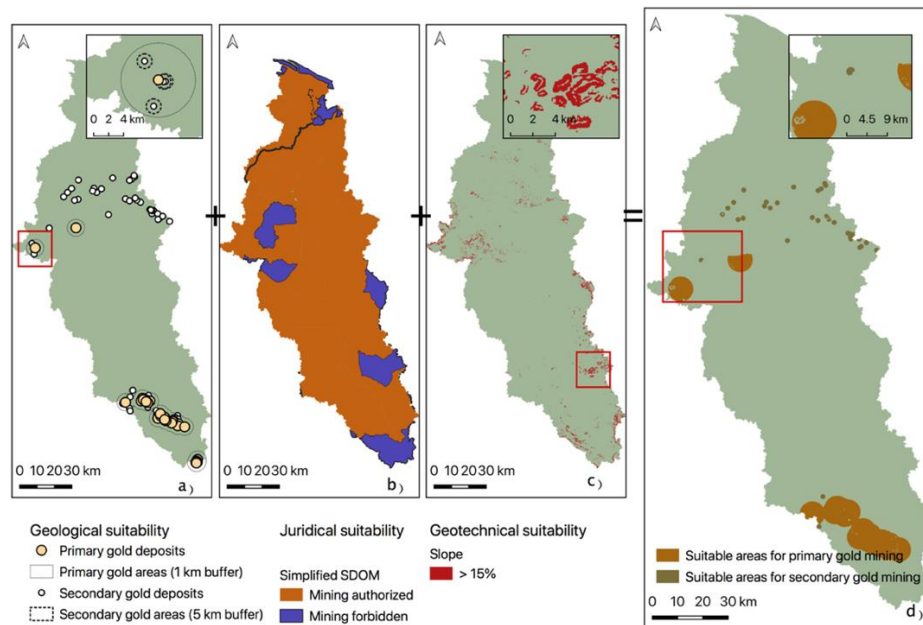 0 2 4 km
0 10 20 30 km
a)
+
0 10 20 30 km
b)
+
0 2 4 km
0 10 20 30 km
c)
=
0 4.5 9 km
Suitable areas for primary gold mining
Suitable areas for secondary gold mining
0 10 20 30 km
d)
Geological suitability
Primary gold deposits
Primary gold areas (1 km buffer)
Secondary gold deposits
Secondary gold areas (5 km buffer)
Juridical suitability
Simplified SDOM
Mining authorized
Mining forbidden
Geotechnical suitability
Slope
> 15%